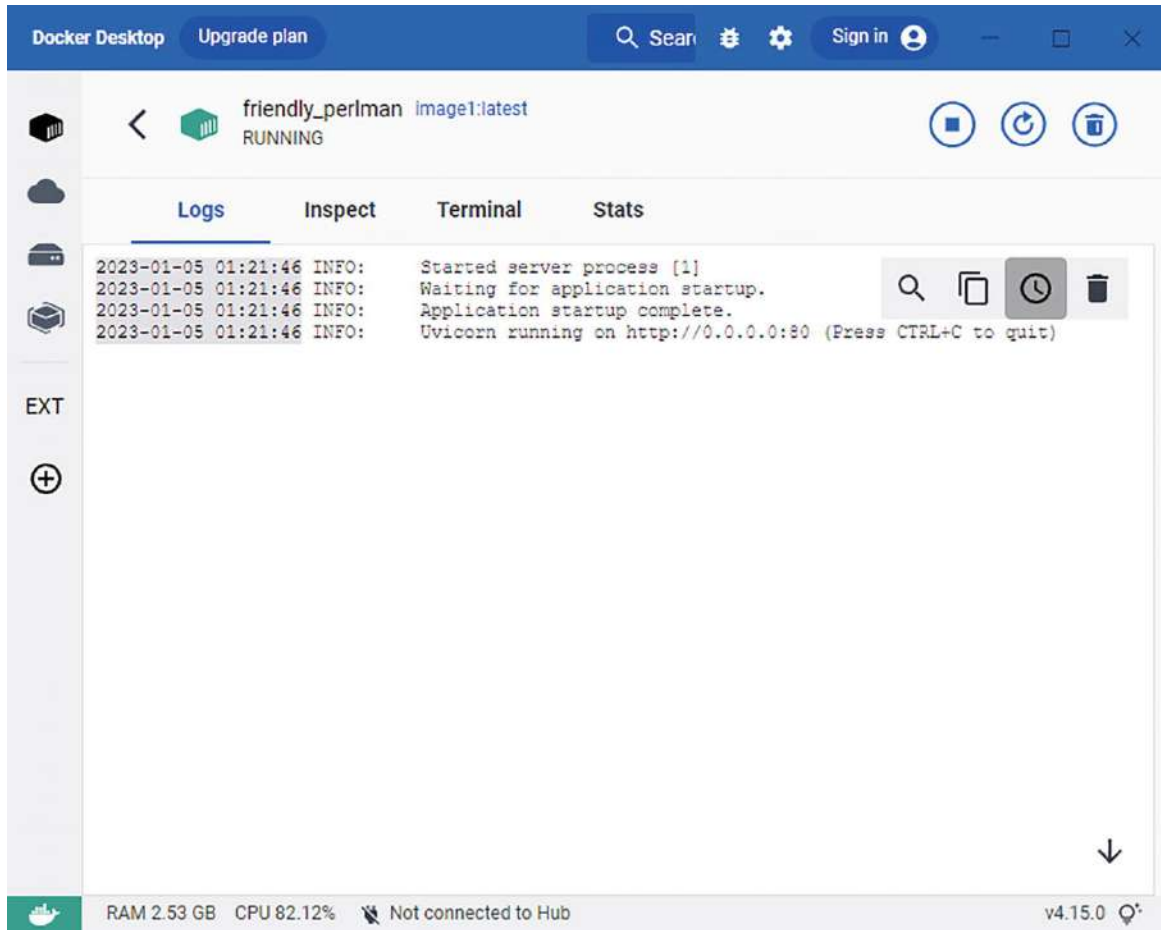 Docker Desktop Upgrade plan Sear Sign in
friendly_perlman image1:latest
RUNNING
Logs Inspect Terminal Stats
2023-01-05 01:21:46 INFO: Started server process [1]
2023-01-05 01:21:46 INFO: Waiting for application startup.
2023-01-05 01:21:46 INFO: Application startup complete.
2023-01-05 01:21:46 INFO: Uvicorn running on http://0.0.0.0:80 (Press CTRL+C to quit)
EXT
RAM 2.53 GB CPU 82.12% Not connected to Hub v4.15.0